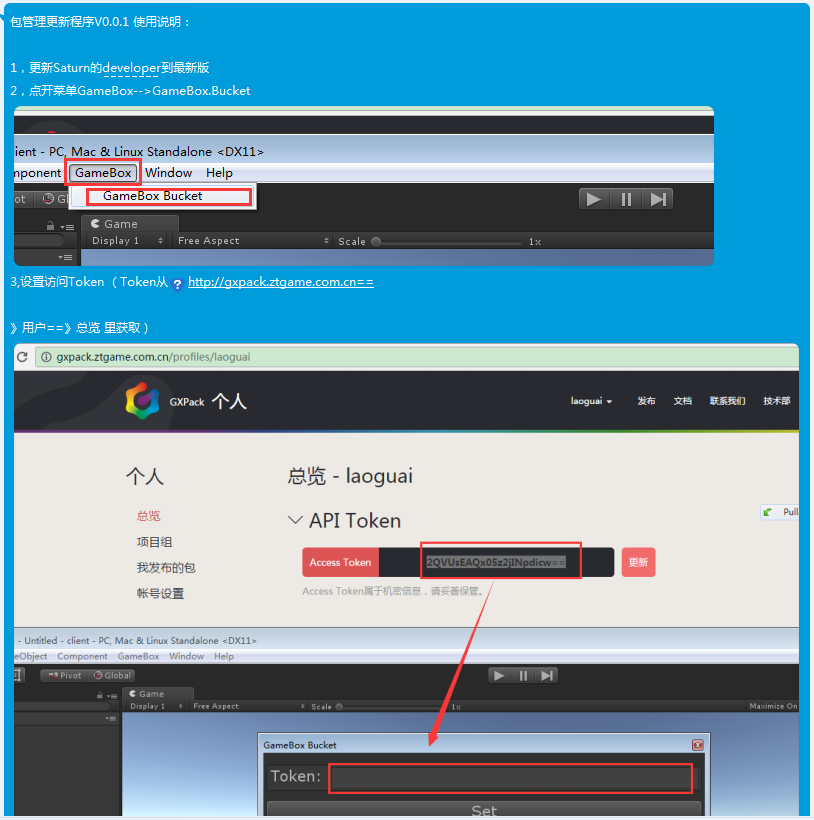 包管理更新程序V0.0.1 使用说明：
1，更新Saturn的developer到最新版
2，点开菜单GameBox-->GameBox.Bucket
ient - PC, Mac & Linux Standalone <DX11>
mponent GameBox Window Help
GameBox Bucket
ot Gl
Game
Display 1 Free Aspect Scale 1x
3,设置访问Token （Token从 http://gxpack.ztgame.com.cn==
》用户==》总览 里获取）
gxpack.ztgame.com.cn/profiles/laoguai
GXPack 个人 laoguai 发布 文档 联系我们 技术部
个人
总览 - laoguai
总览
API Token
Pull
项目组
Access Token 2QVUsEAQx05z2jINpdicw== 更新
我发布的包
帐号设置
Access Token属于机密信息，请妥善保管。
- Untitled - client - PC, Mac & Linux Standalone <DX11>
eObject Component GameBox Window Help
Pivot Global
Game
Display 1 Free Aspect Scale 1x Maximize On
GameBox Bucket
Token:
Set